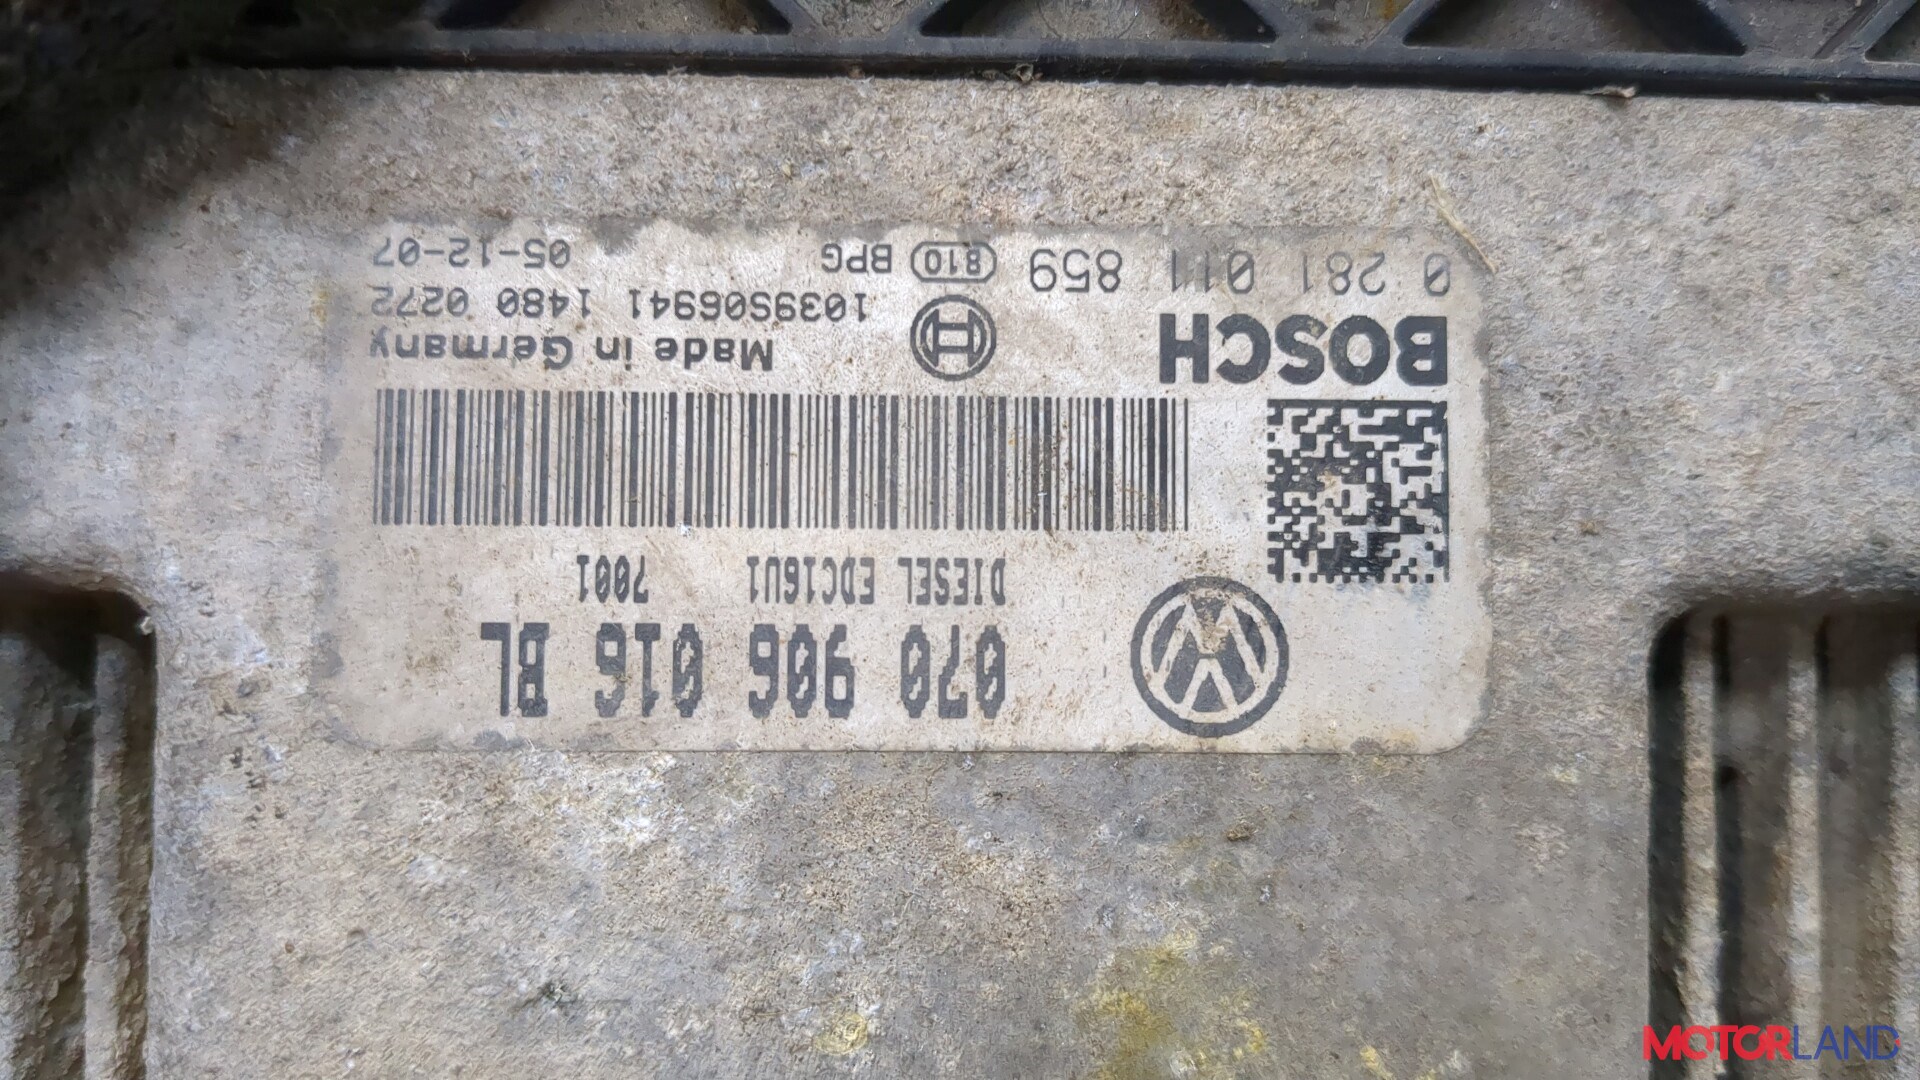 070 906 016 BL
DIESEL EDC16U1 7001
BOSCH
Made in Germany
1039S06941 1480 0272
0 281 011 859 810 BPG 05-12-07
MOTORLAND